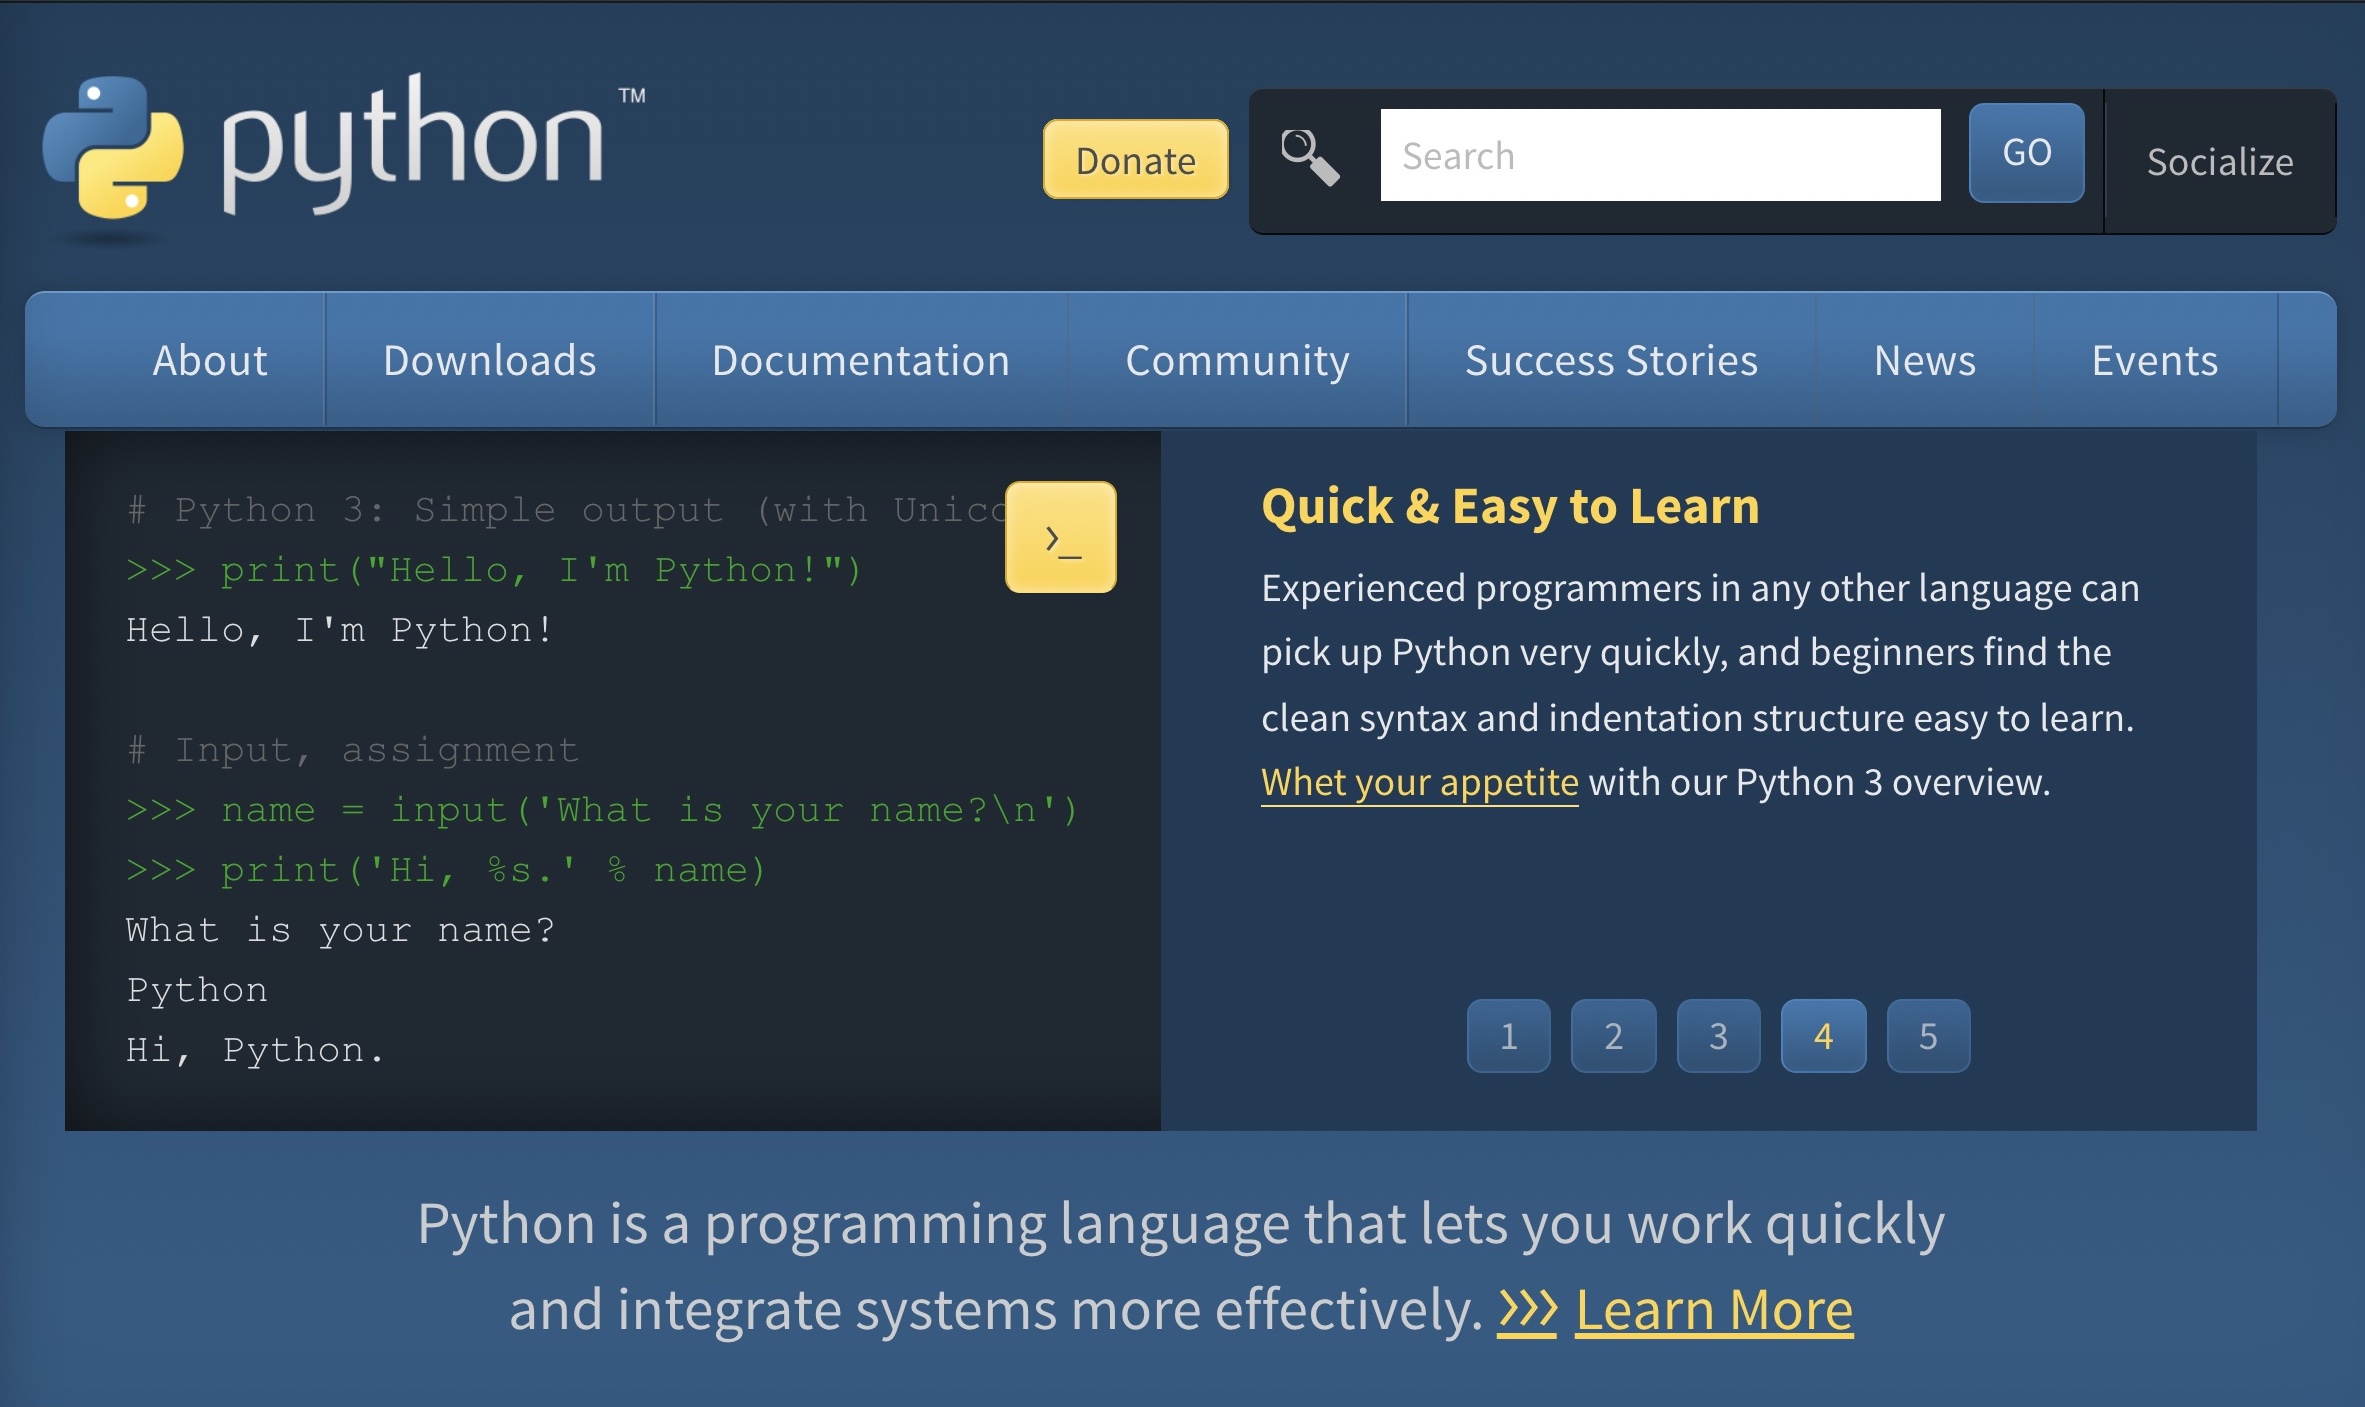 python™
Donate
Search
GO
Socialize
About
Downloads
Documentation
Community
Success Stories
News
Events
# Python 3: Simple output (with
>>> print("Hello, I'm Python!")
Hello, I'm Python!
# Input, assignment
>>> name = input('What is your name?\n')
>>> print('Hi, %s.' % name)
What is your name?
Python
Hi, Python.
>_
Quick & Easy to Learn
Experienced programmers in any other language can
pick up Python very quickly, and beginners find the
clean syntax and indentation structure easy to learn.
Whet your appetite with our Python 3 overview.
1
2
3
4
5
Python is a programming language that lets you work quickly
and integrate systems more effectively. >>> Learn More